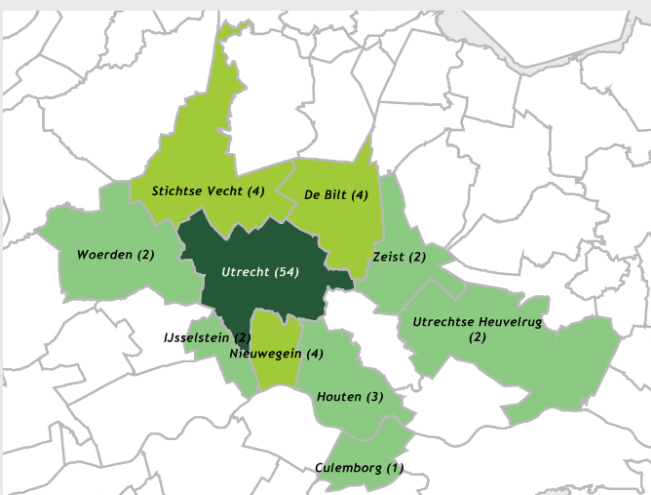 Stichtse Vecht (4)
De Bilt (4)
Woerden (2)
Zeist (2)
Utrecht (54)
Utrechtse Heuvelrug
(2)
IJsselstein (2)
Nieuwegein (4)
Houten (3)
Culemborg (1)